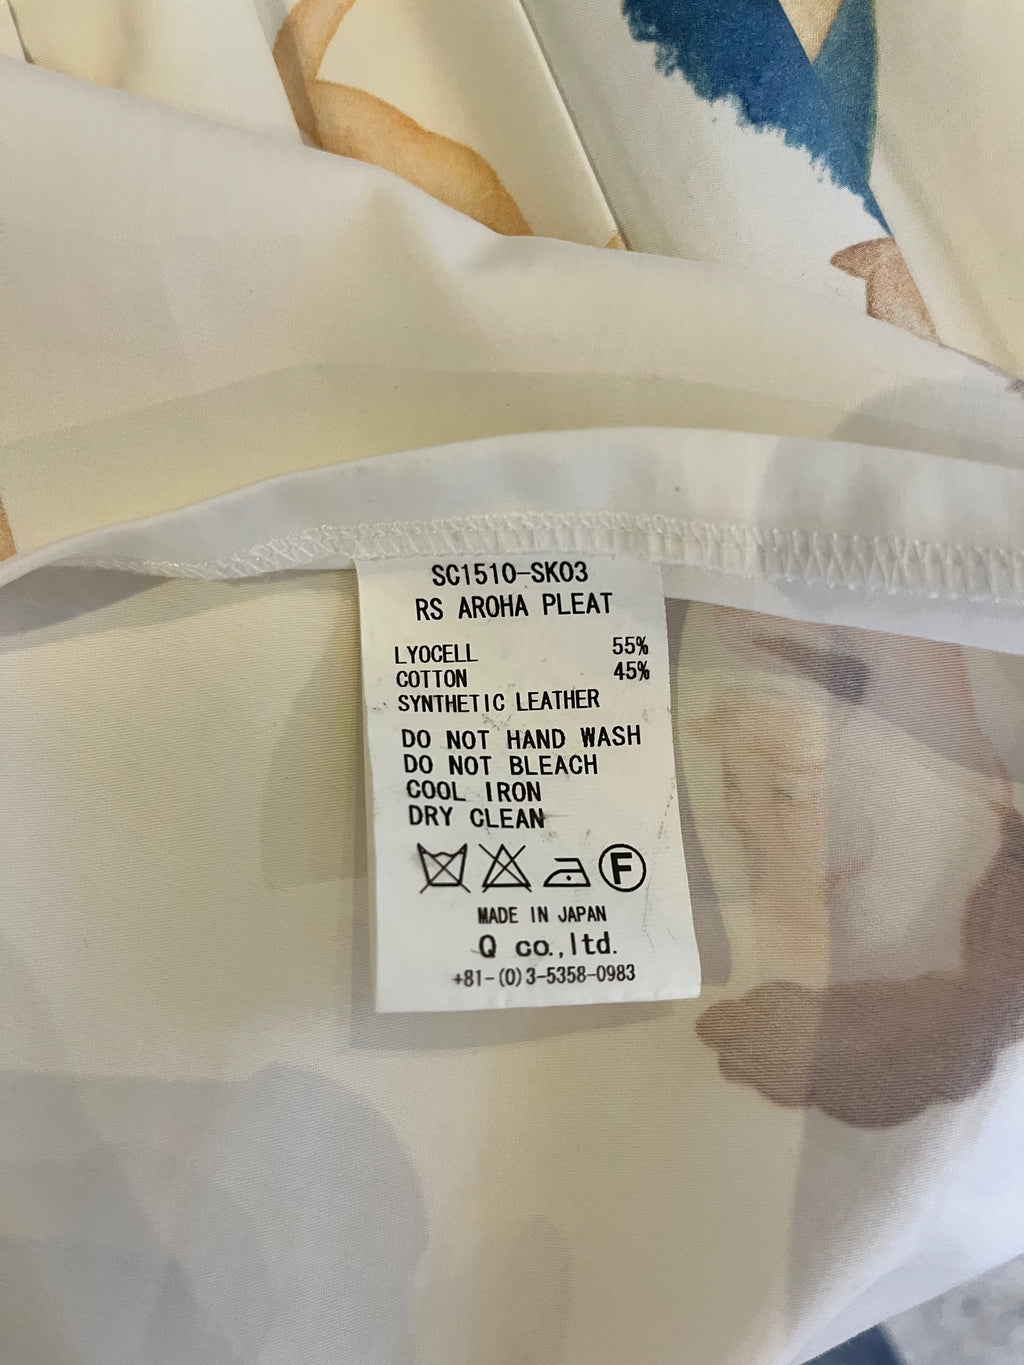 SC1510-SK03
RS AROHA PLEAT
LYOCELL 55%
COTTON 45%
SYNTHETIC LEATHER
DO NOT HAND WASH
DO NOT BLEACH
COOL IRON
DRY CLEAN
F
MADE IN JAPAN
Q co.,ltd.
+81-(0)3-5358-0983